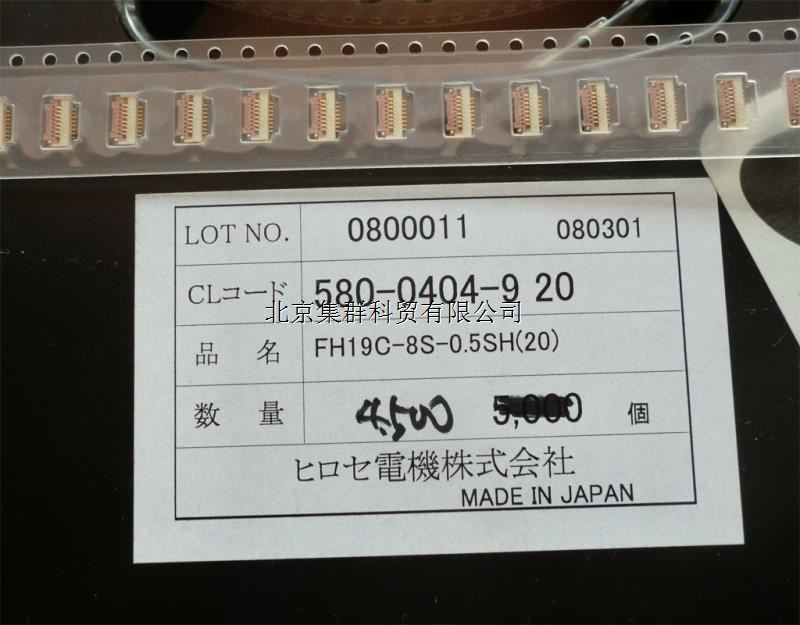 LOT NO. 0800011 080301
CLコード 580-0404-9 20
北京集群科贸有限公司
品 名 FH19C-8S-0.5SH(20)
数 量 4,500 5,000 個
ヒロセ電機株式会社
MADE IN JAPAN